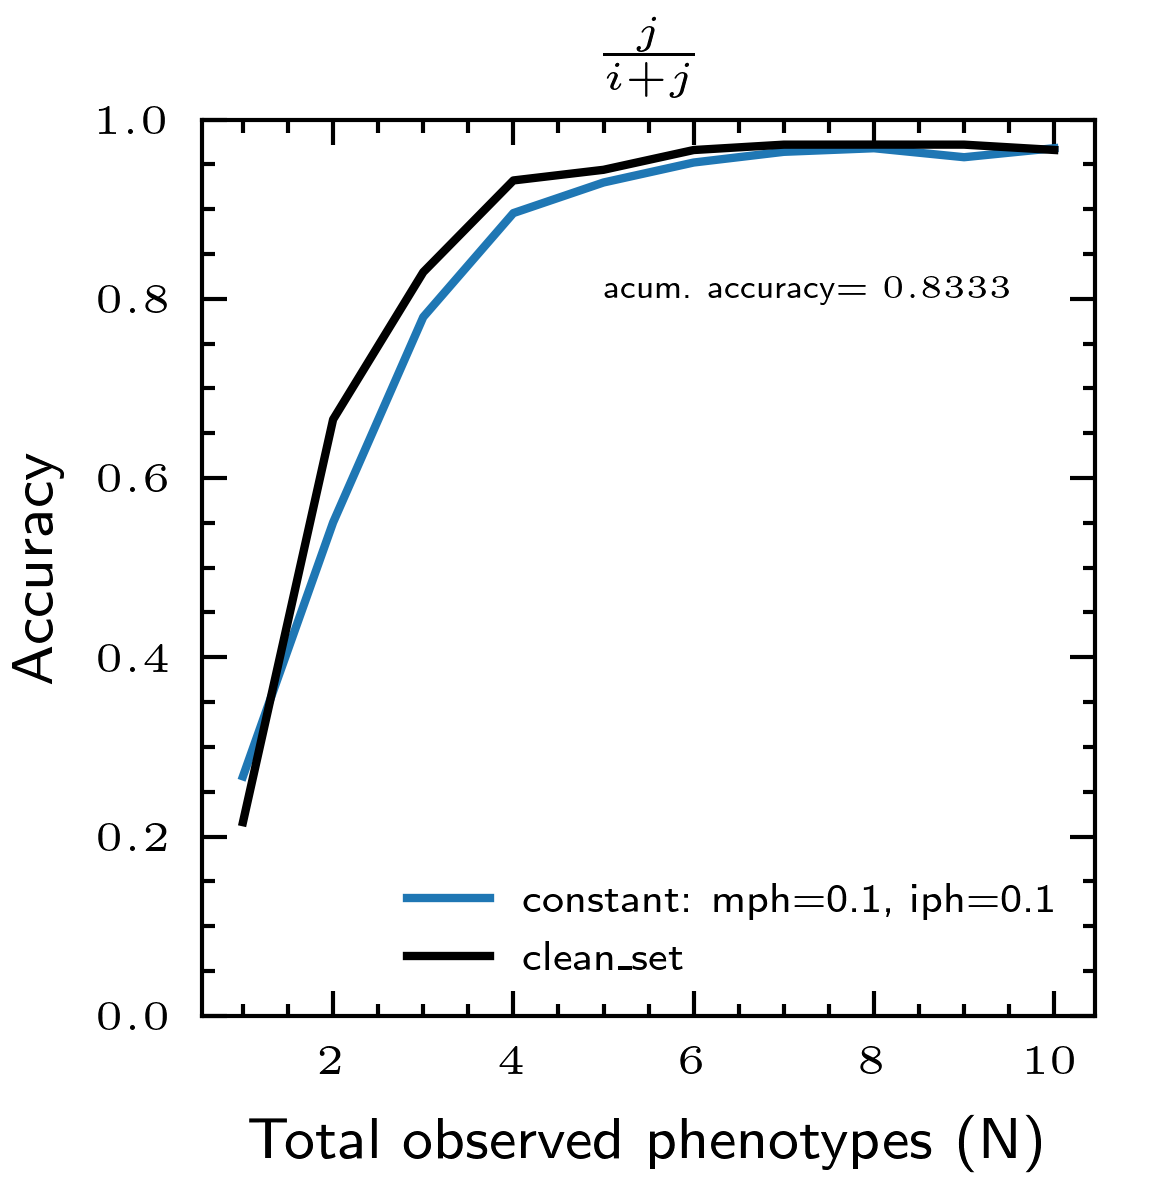 j
i+j
1.0
0.8
0.6
0.4
0.2
0.0
Accuracy
acum. accuracy= 0.8333
constant: mph=0.1, iph=0.1
clean_set
2 4 6 8 10
Total observed phenotypes (N)